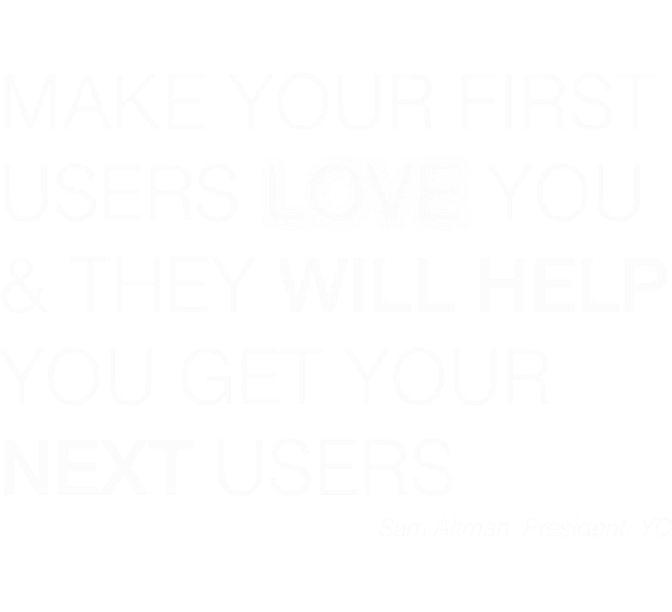 MAKE YOUR FIRST
USERS LOVE YOU
& THEY WILL HELP
YOU GET YOUR
NEXT USERS
Sam Altman, President, YC